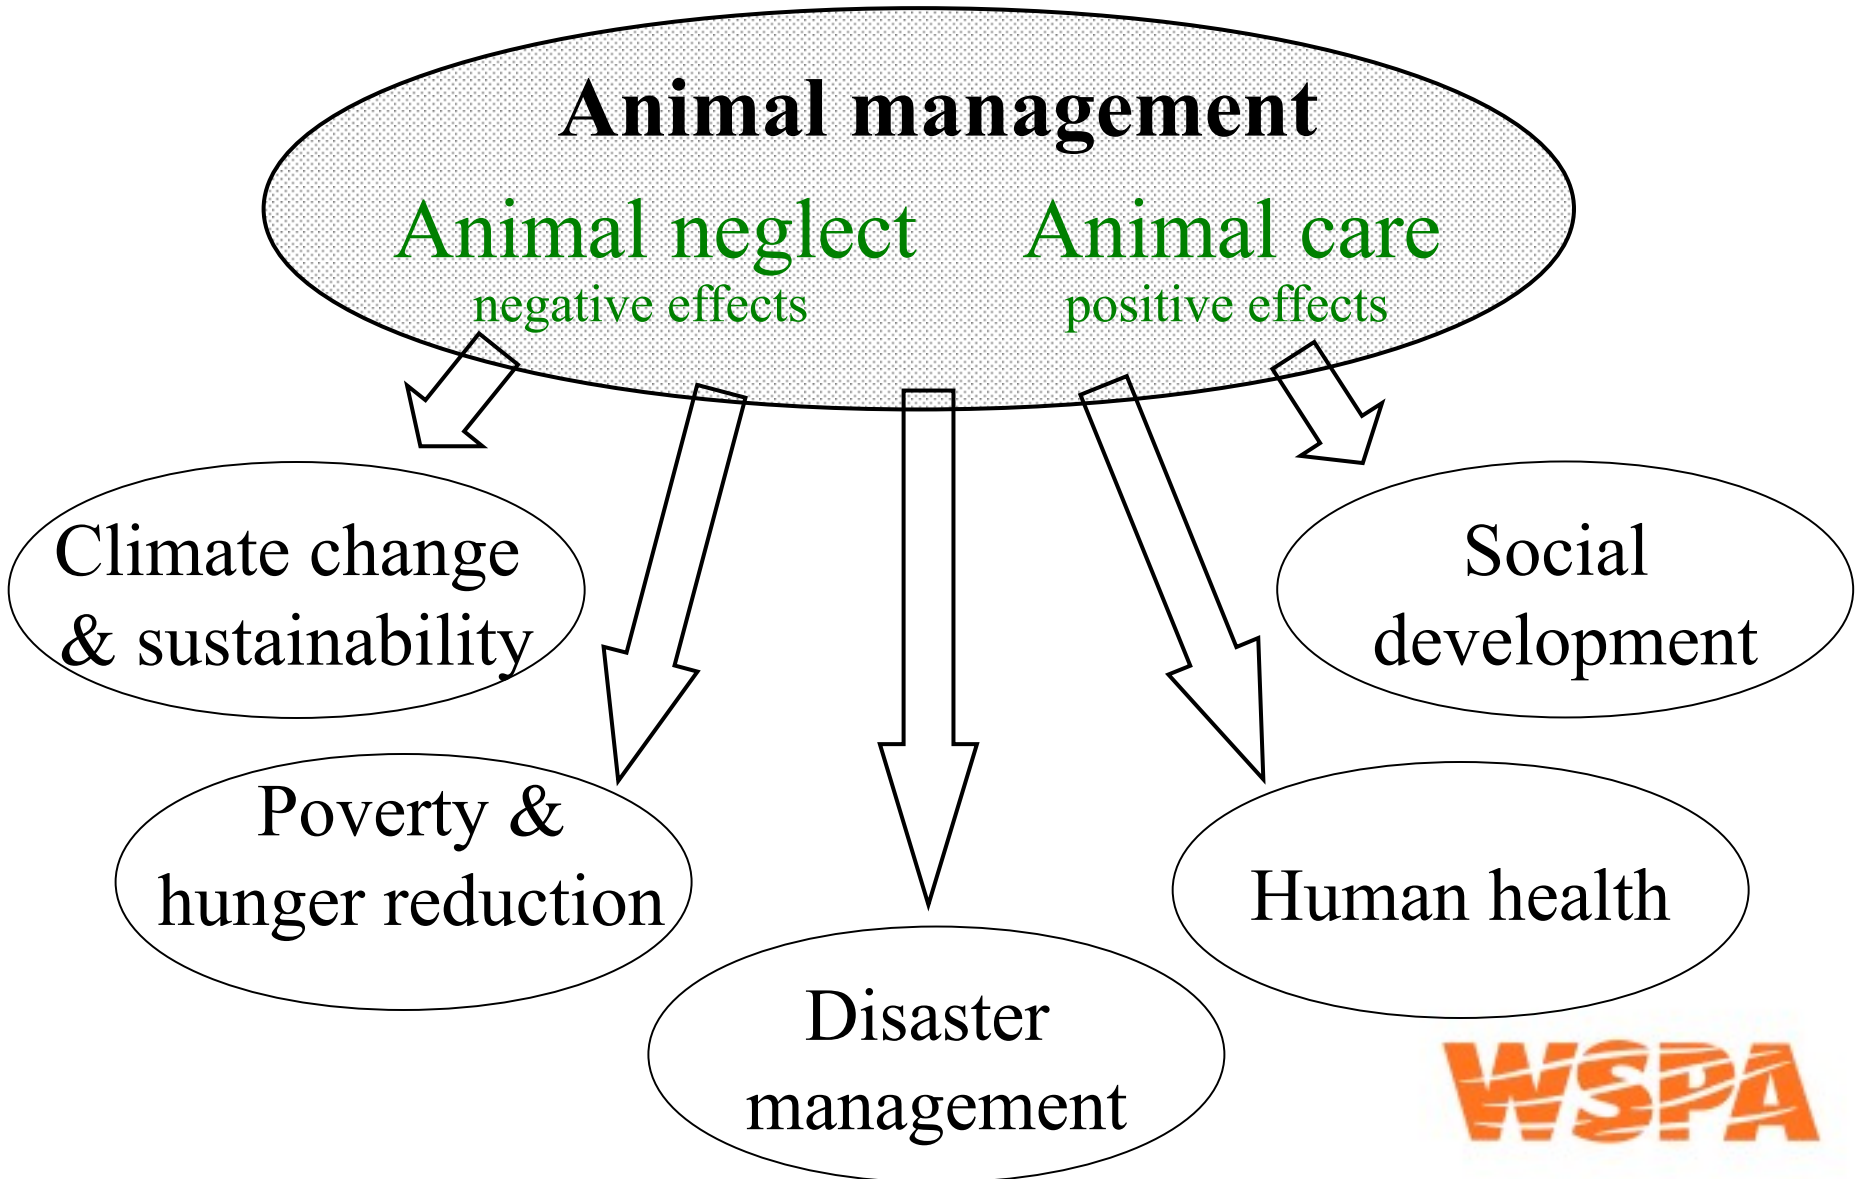 Animal management
Animal neglect Animal care
negative effects positive effects
Climate change
& sustainability
Social
development
Poverty &
hunger reduction
Human health
Disaster
management
WSPA